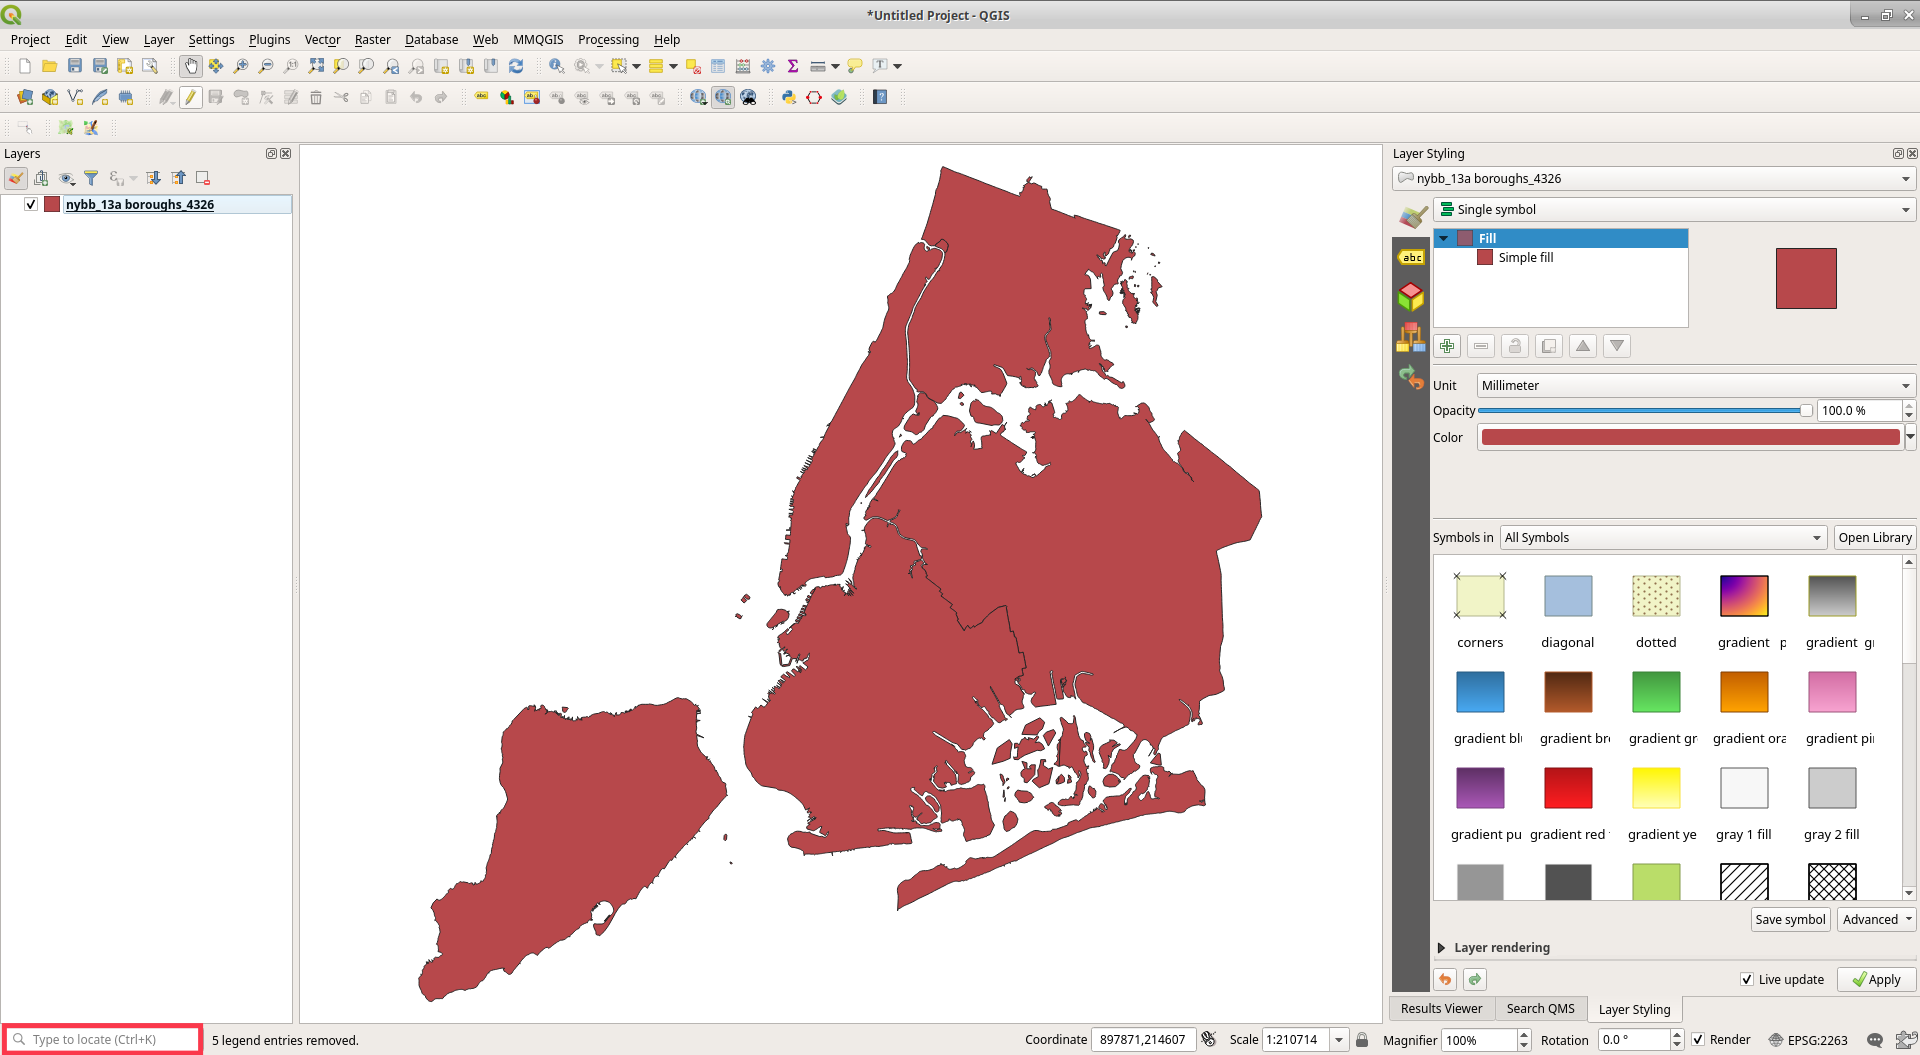 *Untitled Project - QGIS
Project Edit View Layer Settings Plugins Vector Raster Database Web MMQGIS Processing Help
Layers
nybb_13a boroughs_4326
Layer Styling
nybb_13a boroughs_4326
Single symbol
abc
Fill
Simple fill
Unit Millimeter
Opacity 100.0 %
Color
Symbols in All Symbols Open Library
corners diagonal dotted gradient p gradient g
gradient bl gradient br gradient gr gradient ora gradient pi
gradient pu gradient red gradient ye gray 1 fill gray 2 fill
Save symbol Advanced
Layer rendering
Live update Apply
Results Viewer Search QMS Layer Styling
Type to locate (Ctrl+K) 5 legend entries removed. Coordinate 897871,214607 Scale 1:210714 Magnifier 100% Rotation 0.0 ° Render EPSG:2263